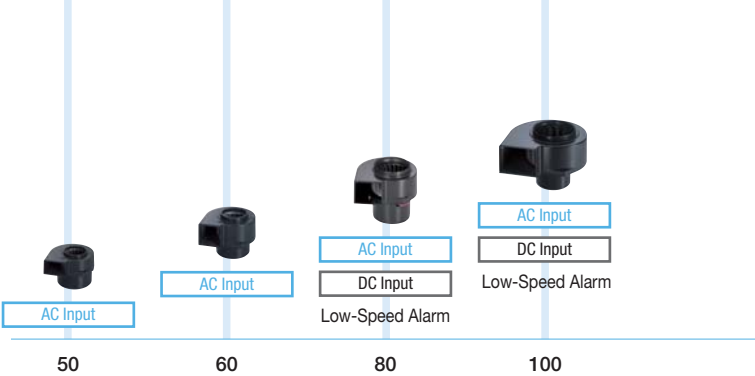 AC Input
AC Input
AC Input
DC Input
Low-Speed Alarm
AC Input
DC Input
Low-Speed Alarm
50
60
80
100